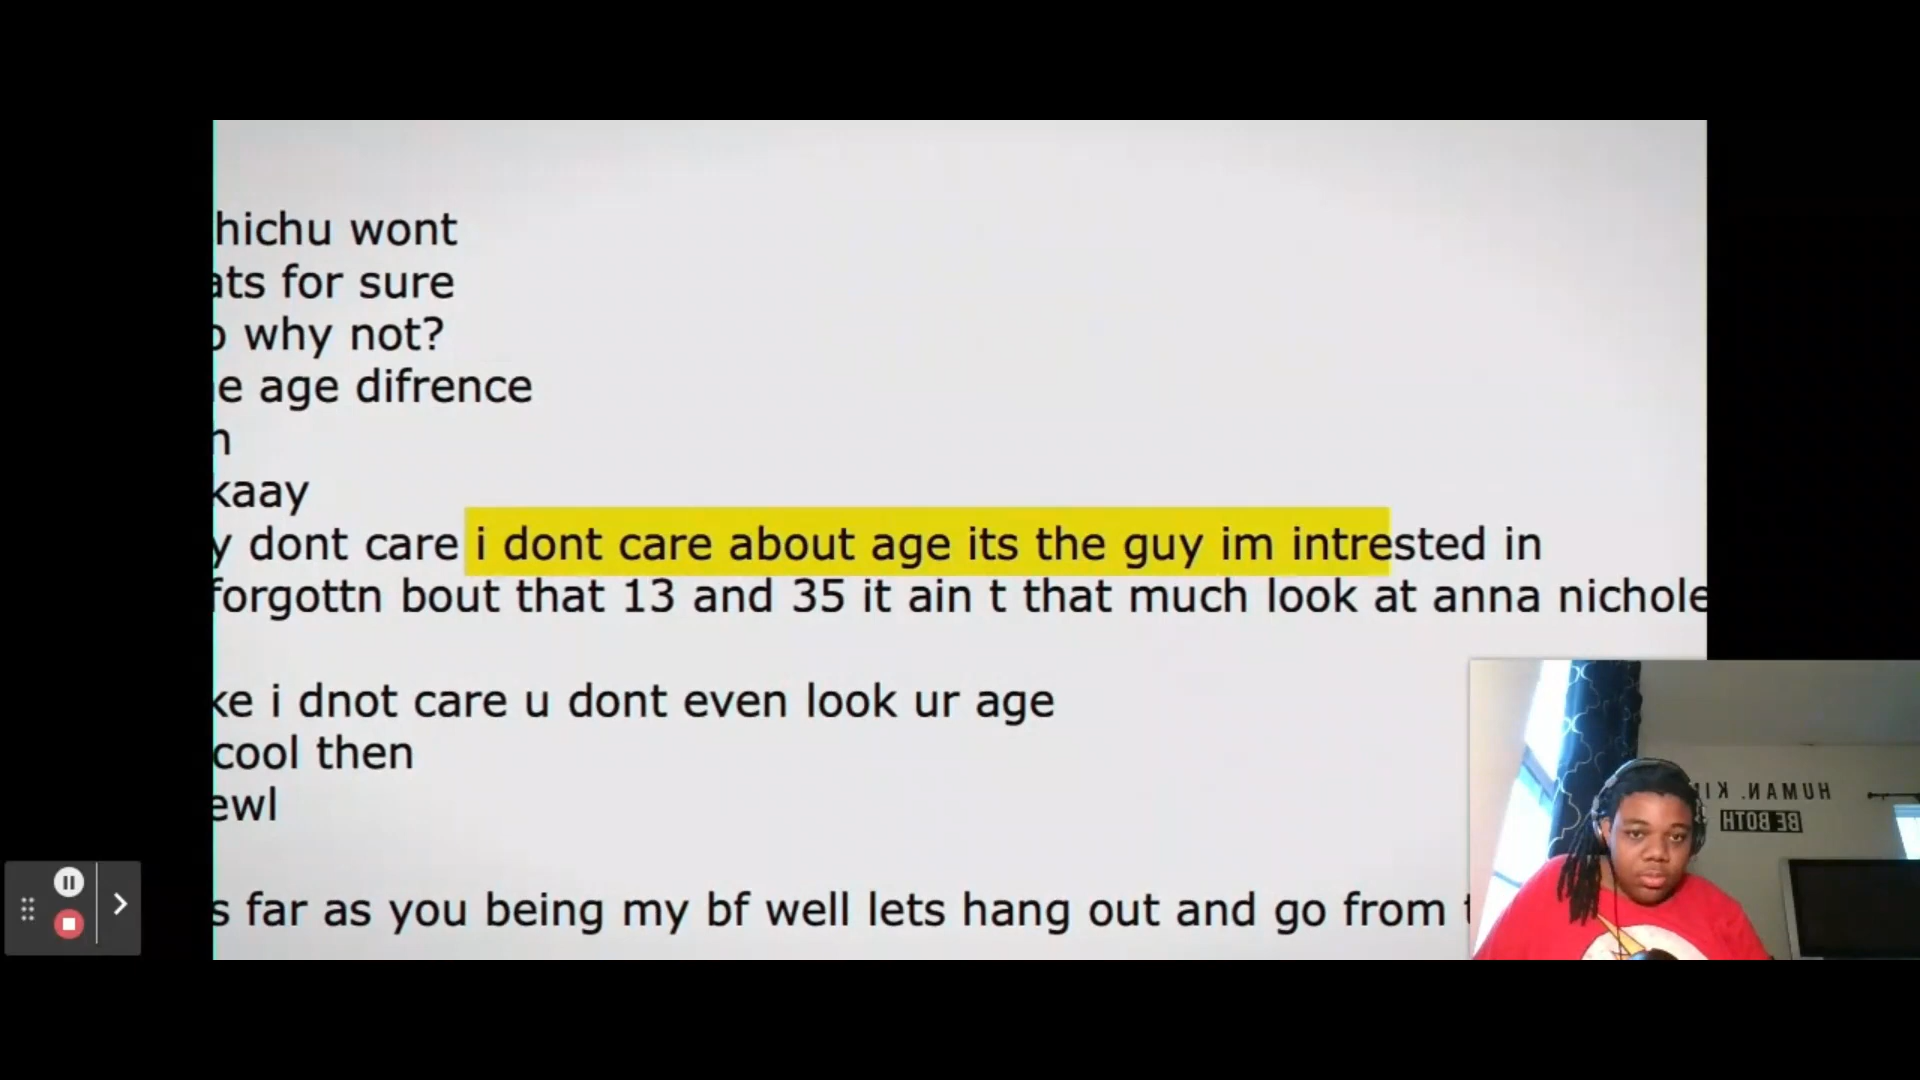 hichu wont
ats for sure
o why not?
e age difrence
n
kaay
y dont care i dont care about age its the guy im intrested in
forgottn bout that 13 and 35 it ain t that much look at anna nichole
ke i dnot care u dont even look ur age
cool then
ewl
s far as you being my bf well lets hang out and go from
HUMAN. KI
BE BOTH